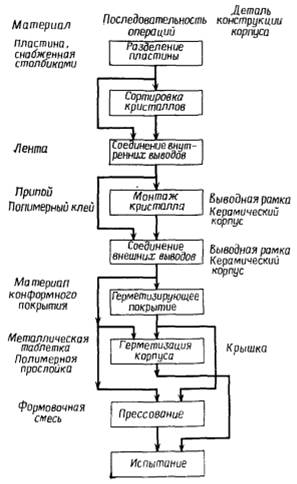 Материал
Последовательность
операций
Деталь
конструкции
корпуса
Пластина,
снабженная
столбиками
Разделение
пластины
Сортировка
кристаллов
Лента
Соединение внут-
ренних выводов
Припой
Полимерный клей
Монтаж
кристалла
Выводная рамка
Керамический
корпус
Соединение
внешних выводов
Выводная рамка
Керамический
корпус
Материал
конформного
покрытия
Герметизирующее
покрытие
Металлическая
таблетка
Полимерная
прослойка
Герметизация
корпуса
Крышка
Формовочная
смесь
Прессование
Испытание